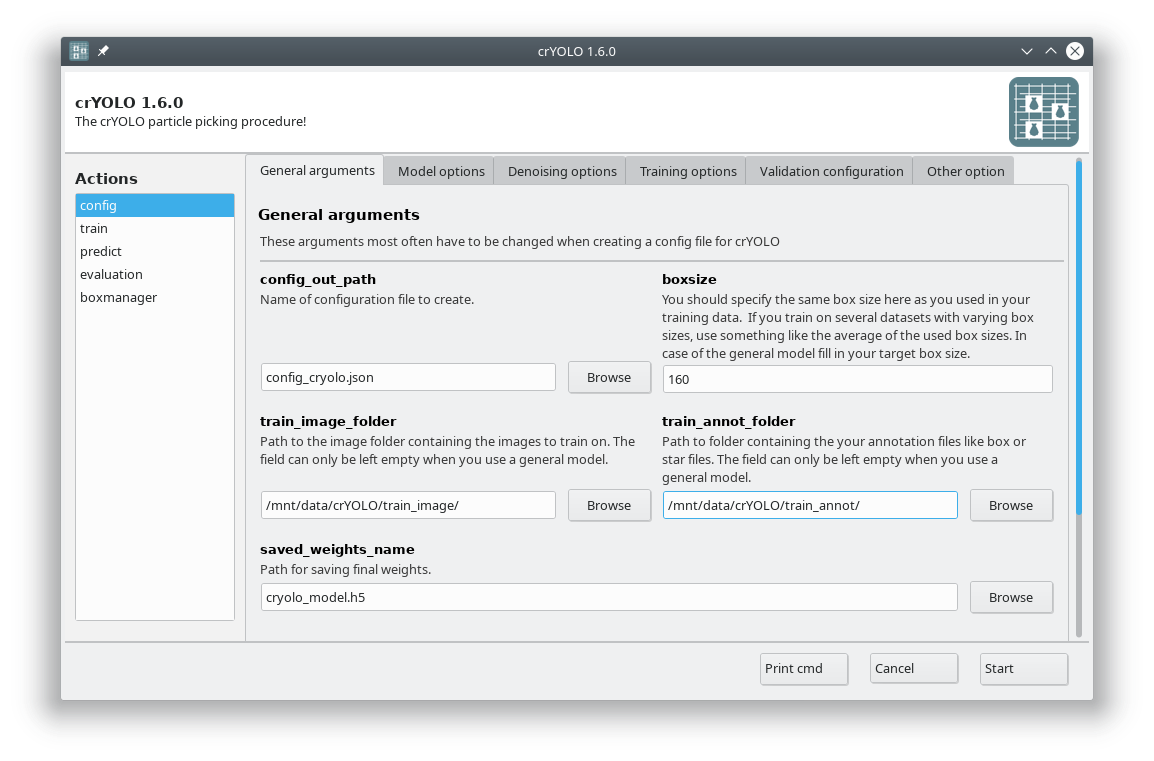 crYOLO 1.6.0
crYOLO 1.6.0
The crYOLO particle picking procedure!
Actions
config
train
predict
evaluation
boxmanager
General arguments
Model options
Denoising options
Training options
Validation configuration
Other option
General arguments
These arguments most often have to be changed when creating a config file for crYOLO
config_out_path
Name of configuration file to create.
config_cryolo.json
Browse
boxsize
You should specify the same box size here as you used in your
training data.  If you train on several datasets with varying box
sizes, use something like the average of the used box sizes. In
case of the general model fill in your target box size.
160
train_image_folder
Path to the image folder containing the images to train on. The
field can only be left empty when you use a general model.
/mnt/data/crYOLO/train_image/
Browse
train_annot_folder
Path to folder containing the your annotation files like box or
star files. The field can only be left empty when you use a
general model.
/mnt/data/crYOLO/train_annot/
Browse
saved_weights_name
Path for saving final weights.
cryolo_model.h5
Browse
Print cmd
Cancel
Start